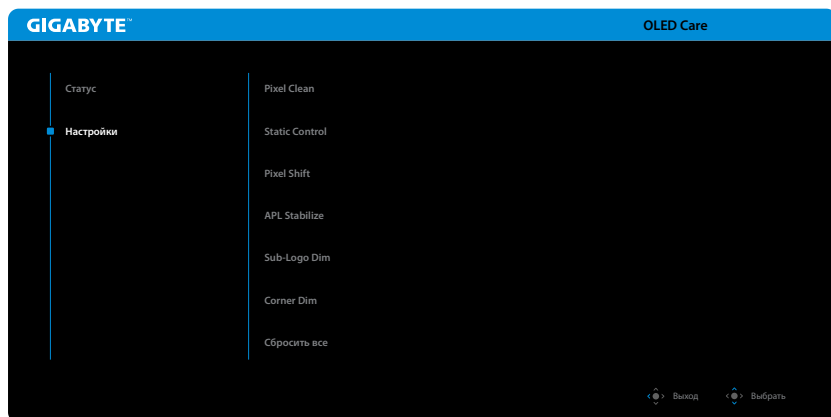 GIGABYTE™
OLED Care
Статус
Настройки
Pixel Clean
Static Control
Pixel Shift
APL Stabilize
Sub-Logo Dim
Corner Dim
Сбросить все
Выход
Выбрать